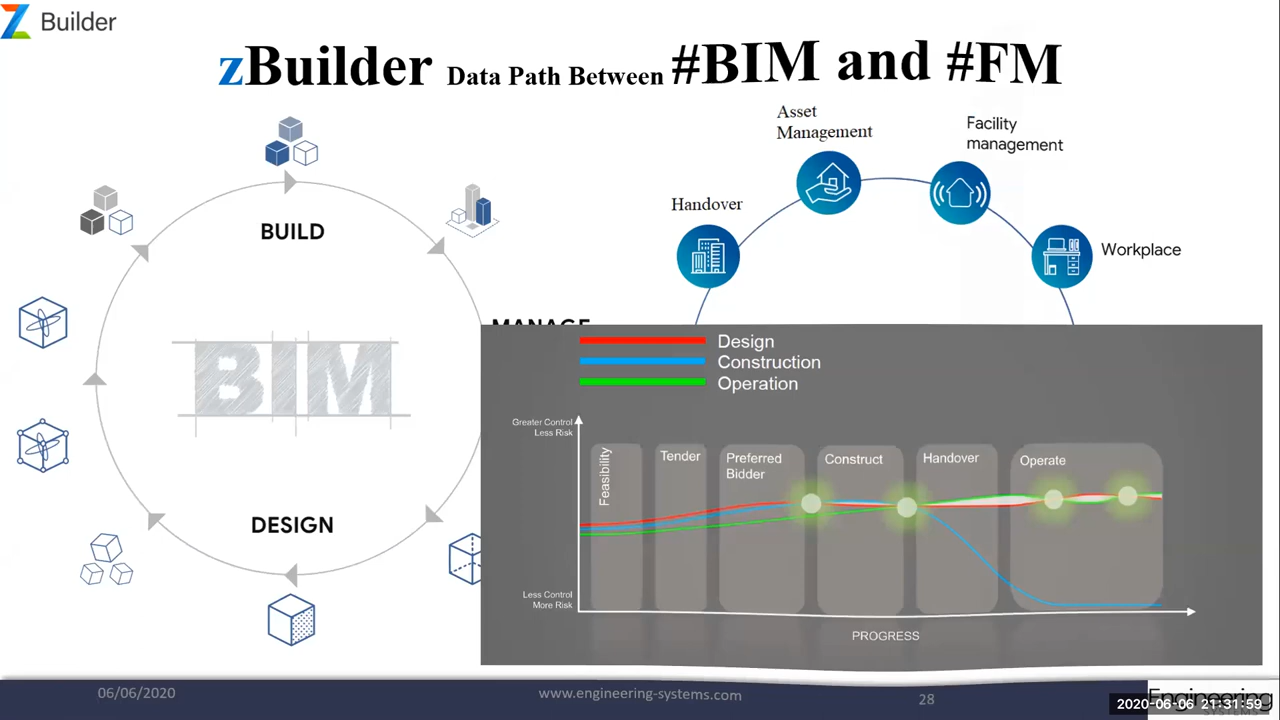 Builder
zBuilder Data Path Between #BIM and #FM
Asset
Management
Facility
management
Handover
Workplace
BUILD
BIM
DESIGN
MANAGE
Design
Construction
Operation
Greater Control
Less Risk
Feasibility
Tender
Preferred
Bidder
Construct
Handover
Operate
Less Control
More Risk
PROGRESS
06/06/2020
www.engineering-systems.com
28
Engineering
2020-06-06 21:31:59